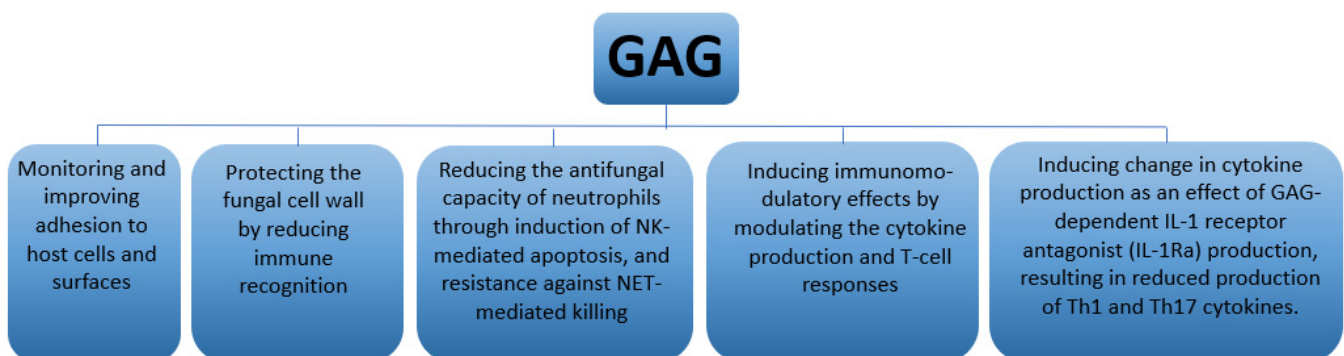 GAG
Monitoring and
improving
adhesion to
host cells and
surfaces
Protecting the
fungal cell wall
by reducing
immune
recognition
Reducing the antifungal
capacity of neutrophils
through induction of NK-
mediated apoptosis, and
resistance against NET-
mediated killing
Inducing immunomo-
dulatory effects by
modulating the cytokine
production and T-cell
responses
Inducing change in cytokine
production as an effect of GAG-
dependent IL-1 receptor
antagonist (IL-1Ra) production,
resulting in reduced production
of Th1 and Th17 cytokines.